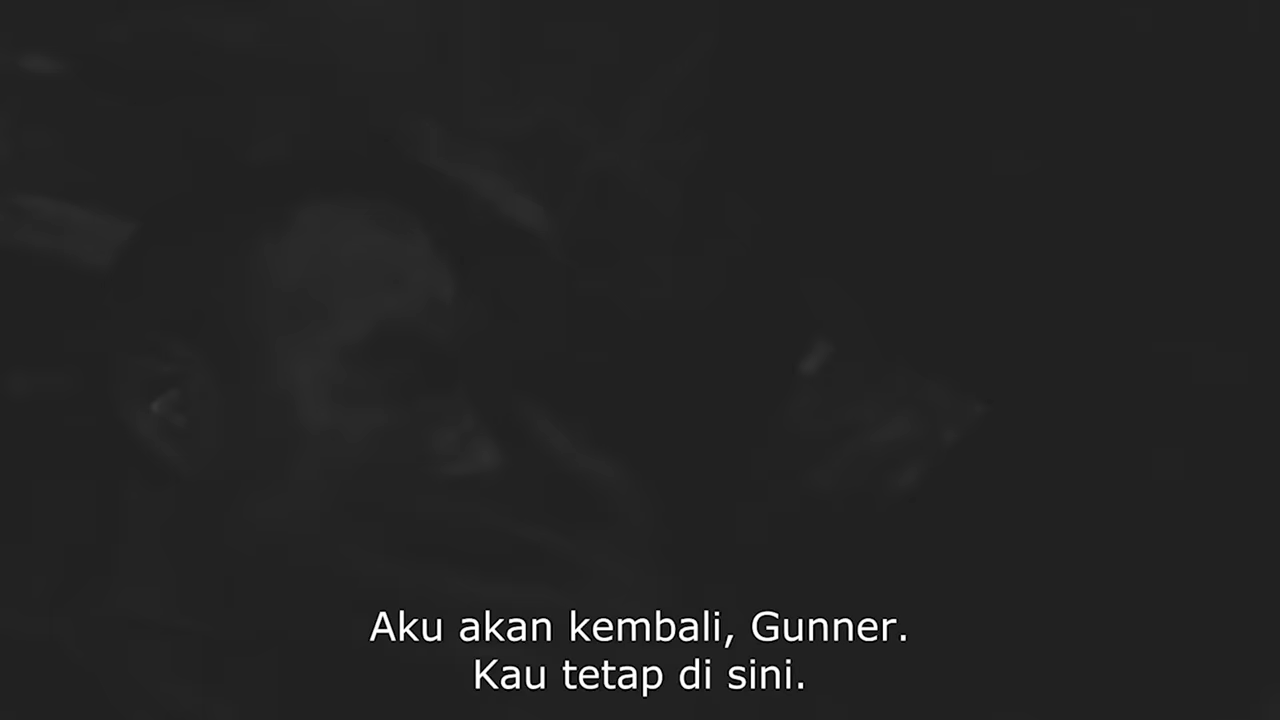 Aku akan kembali, Gunner.
Kau tetap di sini.